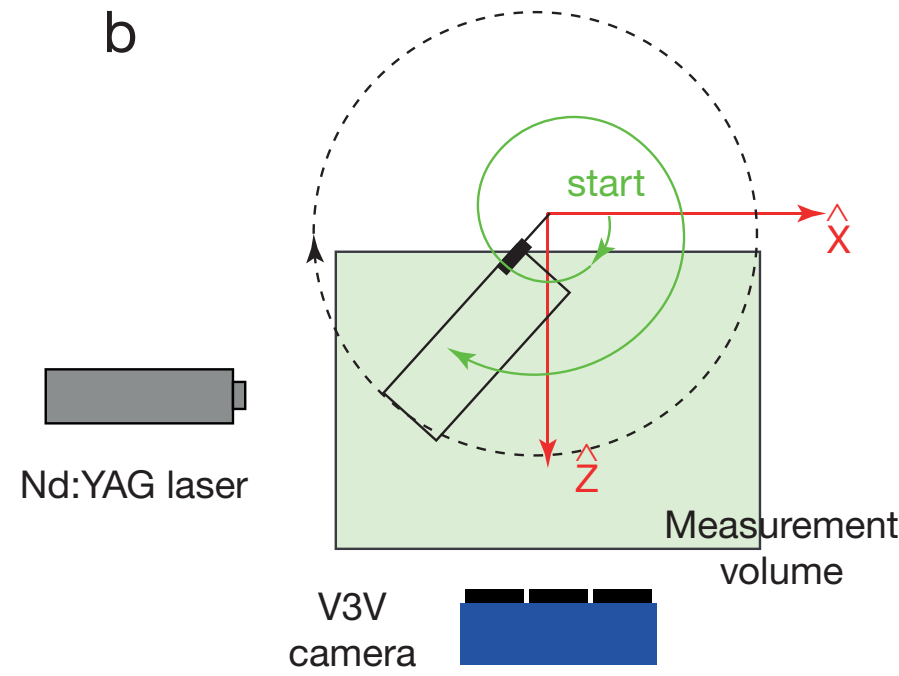 b
start
X̂
Ẑ
Nd:YAG laser
Measurement
volume
V3V
camera